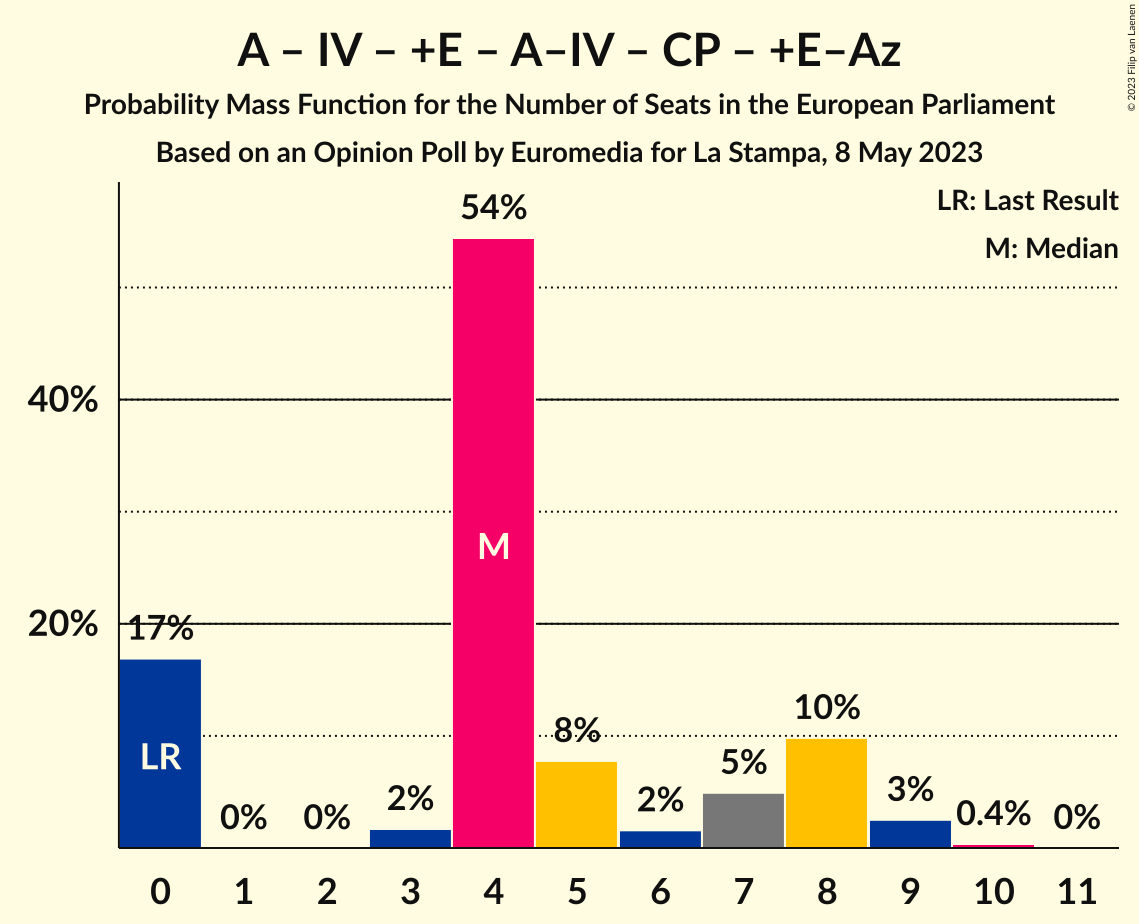 A – IV – +E – A–IV – CP – +E–Az
Probability Mass Function for the Number of Seats in the European Parliament
Based on an Opinion Poll by Euromedia for La Stampa, 8 May 2023
© 2023 Filip van Laenen
LR: Last Result
M: Median
54%
40%
M
20%
17%
10%
8%
LR
5%
2%
2%
3%
0%
0%
0.4%
0%
0 1 2 3 4 5 6 7 8 9 10 11